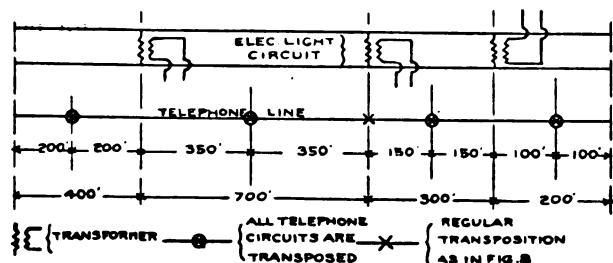 ELEC. LIGHT
CIRCUIT
TELEPHONE LINE
200' 200' 350' 350' 150' 150' 100' 100'
400' 700' 300' 200'
TRANSFORMER
ALL TELEPHONE
CIRCUITS ARE
TRANSPOSED
REGULAR
TRANSPOSITION
AS IN FIG. 8